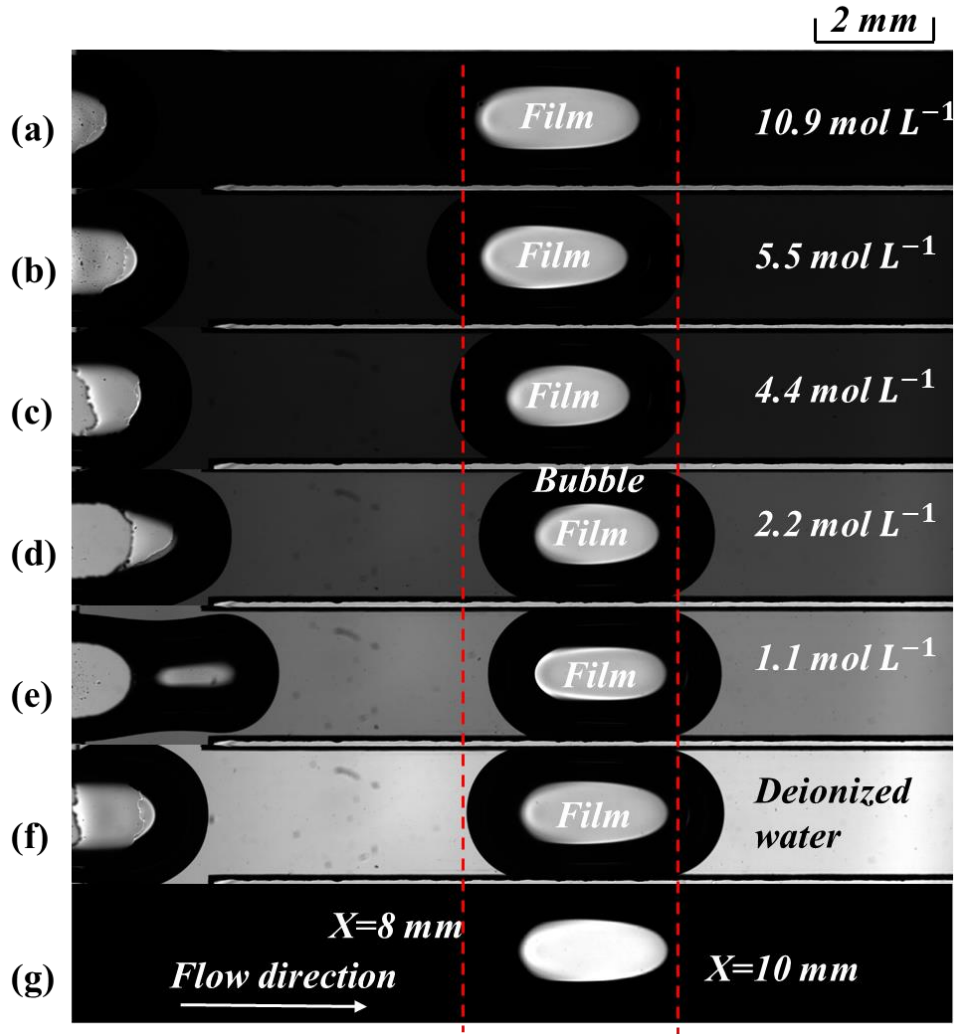 2 mm
(a)
Film
10.9 mol L⁻¹
(b)
Film
5.5 mol L⁻¹
(c)
Film
4.4 mol L⁻¹
(d)
Bubble
Film
2.2 mol L⁻¹
(e)
Film
1.1 mol L⁻¹
(f)
Film
Deionized
water
(g)
X=8 mm
Flow direction
X=10 mm